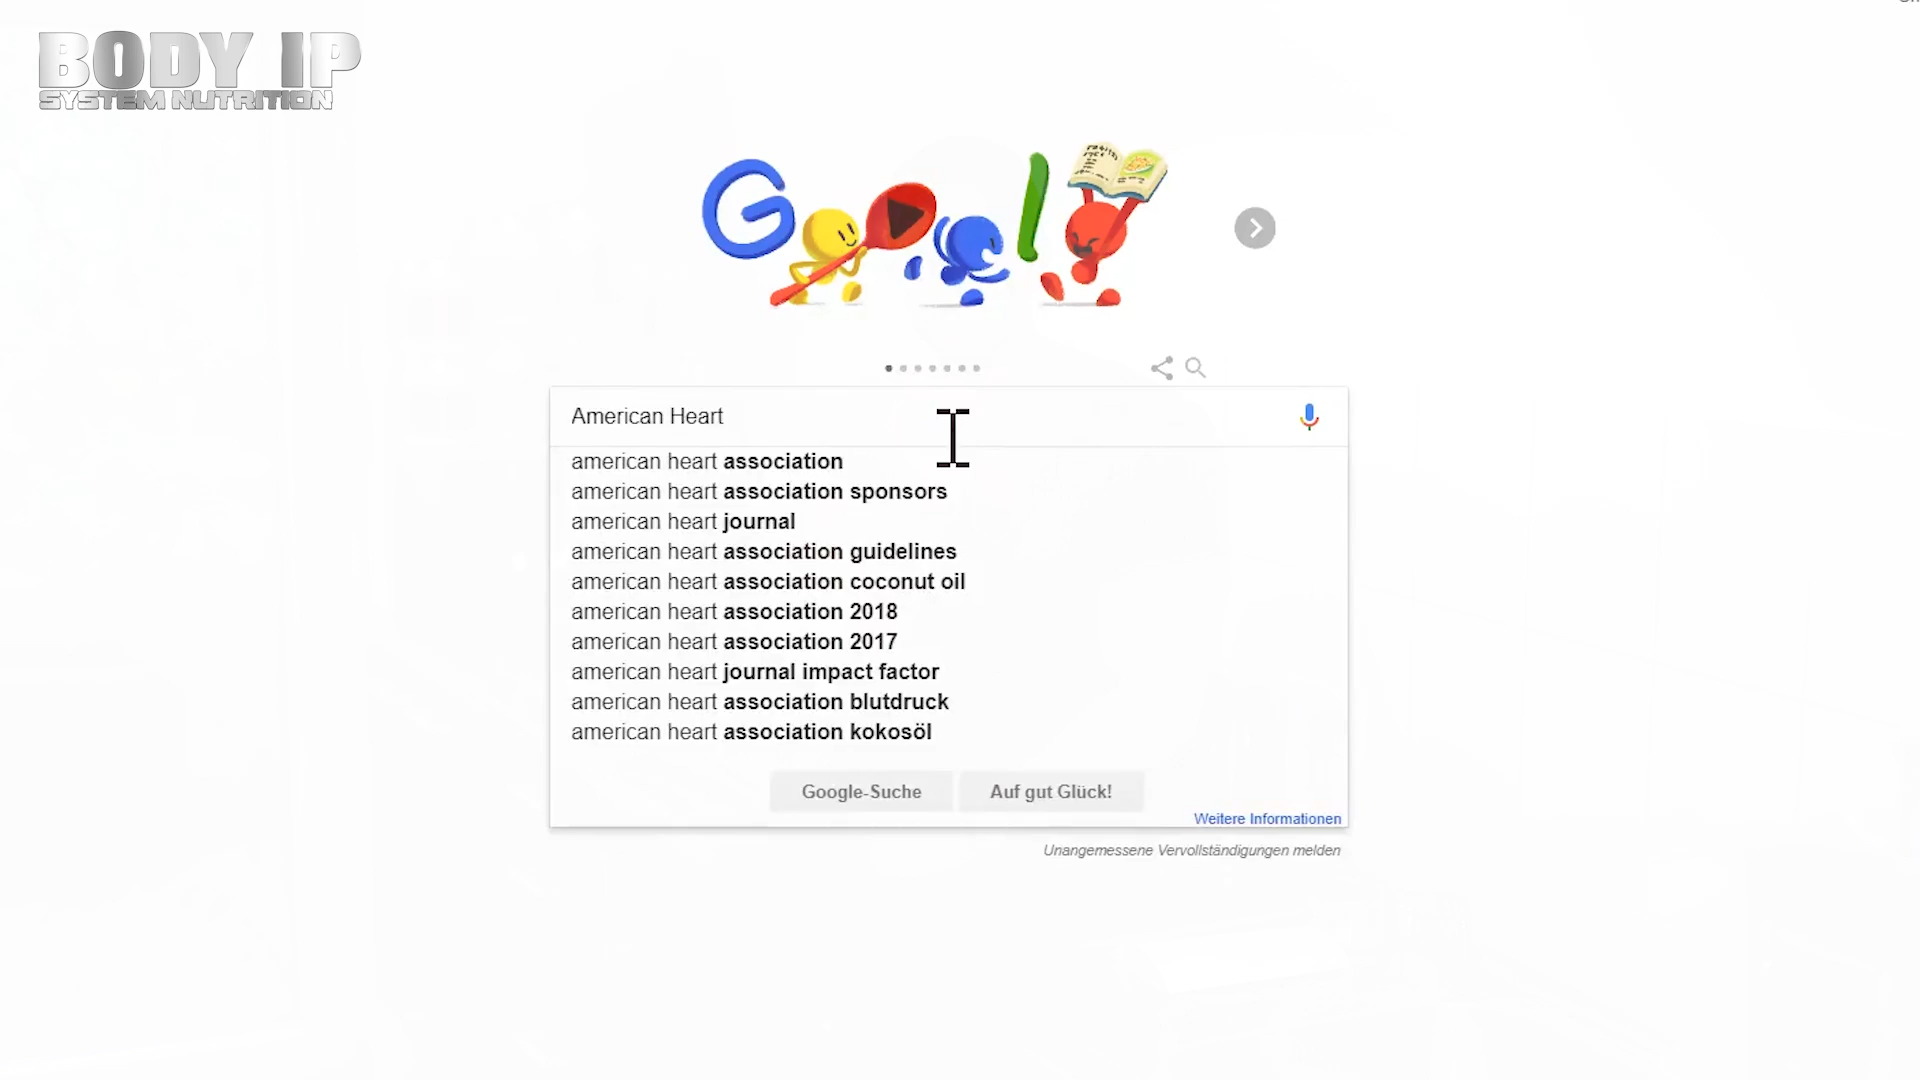 BODY IP
SYSTEM NUTRITION
American Heart
american heart association
american heart association sponsors
american heart journal
american heart association guidelines
american heart association coconut oil
american heart association 2018
american heart association 2017
american heart journal impact factor
american heart association blutdruck
american heart association kokosöl
Google-Suche Auf gut Glück!
Weitere Informationen
Unangemessene Vervollständigungen melden